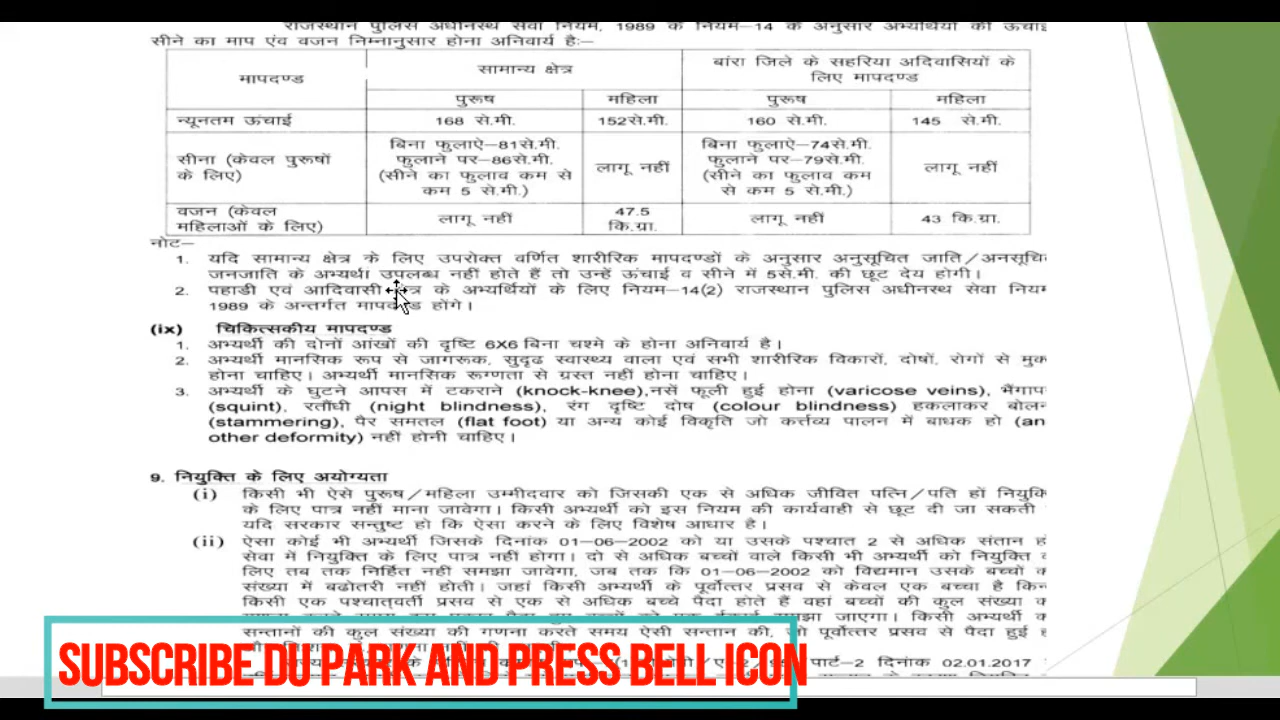 राजस्थान पुलिस अधीनस्थ सेवा नियम, 1989 के नियम–14 के अनुसार अभ्यर्थियों की ऊंचाई
सीने का माप एंव वजन निम्नानुसार होना अनिवार्य हैः–
मापदण्ड सामान्य क्षेत्र बांरा जिले के सहरिया अदिवासियों के लिए मापदण्ड
पुरूष महिला पुरूष महिला
न्यूनतम ऊंचाई 168 से.मी. 152से.मी. 160 से.मी. 145 से.मी.
सीना (केवल पुरूषों के लिए) बिना फुलाऐ–81से.मी. फुलाने पर–86से.मी. (सीने का फुलाव कम से कम 5 से.मी.) लागू नहीं बिना फुलाऐ–74से.मी. फुलाने पर–79से.मी. (सीने का फुलाव कम से कम 5 से.मी.) लागू नहीं
वजन (केवल महिलाओं के लिए) लागू नहीं 47.5 कि.ग्रा. लागू नहीं 43 कि.ग्रा.
नोट–
1. यदि सामान्य क्षेत्र के लिए उपरोक्त वर्णित शारीरिक मापदण्डों के अनुसार अनुसूचित जाति/अनसूचि
जनजाति के अभ्यर्थी उपलब्ध नहीं होते हैं तो उन्हें ऊंचाई व सीने में 5से.मी. की छूट देय होगी।
2. पहाडी एवं आदिवासी क्षेत्र के अभ्यर्थियों के लिए नियम–14(2) राजस्थान पुलिस अधीनस्थ सेवा नियम
1989 के अन्तर्गत मापदण्ड होंगे।
(ix) चिकित्सकीय मापदण्ड
1. अभ्यर्थी की दोनों आंखों की दृष्टि 6X6 बिना चश्मे के होना अनिवार्य है।
2. अभ्यर्थी मानसिक रूप से जागरूक, सुदृढ स्वास्थ्य वाला एवं सभी शारीरिक विकारों, दोषों, रोगों से मुक्
होना चाहिए। अभ्यर्थी मानसिक रूग्णता से ग्रस्त नहीं होना चाहिए।
3. अभ्यर्थी के घुटने आपस में टकराने (knock-knee),नसें फूली हुई होना (varicose veins), भैंगाप
(squint), रतौंधी (night blindness), रंग दृष्टि दोष (colour blindness) हकलाकर बोलन
(stammering), पैर समतल (flat foot) या अन्य कोई विकृति जो कर्त्तव्य पालन में बाधक हो (an
other deformity) नहीं होनी चाहिए।
9. नियुक्ति के लिए अयोग्यता
(i) किसी भी ऐसे पुरूष/महिला उम्मीदवार को जिसकी एक से अधिक जीवित पत्नि/पति हों नियुक्ति
के लिए पात्र नहीं माना जावेगा। किसी अभ्यर्थी को इस नियम की कार्यवाही से छूट दी जा सकती
यदि सरकार सन्तुष्ट हो कि ऐसा करने के लिए विशेष आधार है।
(ii) ऐसा कोई भी अभ्यर्थी जिसके दिनांक 01–06–2002 को या उसके पश्चात 2 से अधिक संतान हो
सेवा में नियुक्ति के लिए पात्र नहीं होगा। दो से अधिक बच्चों वाले किसी भी अभ्यर्थी को नियुक्ति
लिए तब तक निर्हित नहीं समझा जावेगा, जब तक कि 01–06–2002 को विद्यमान उसके बच्चों
संख्या में बढोतरी नहीं होती। जहां किसी अभ्यर्थी के पूर्वोत्तर प्रसव से केवल एक बच्चा है किन
किसी एक पश्चात्वर्ती प्रसव से एक से अधिक बच्चे पैदा होते हैं वहां बच्चों की कुल संख्या
समझा जाएगा। किसी अभ्यर्थी
सन्तानों की कुल संख्या की गणना करते समय ऐसी सन्तान की, जो पूर्वोत्तर प्रसव से पैदा हुई
पार्ट–2 दिनांक 02.01.2017
SUBSCRIBE DU PARK AND PRESS BELL ICON